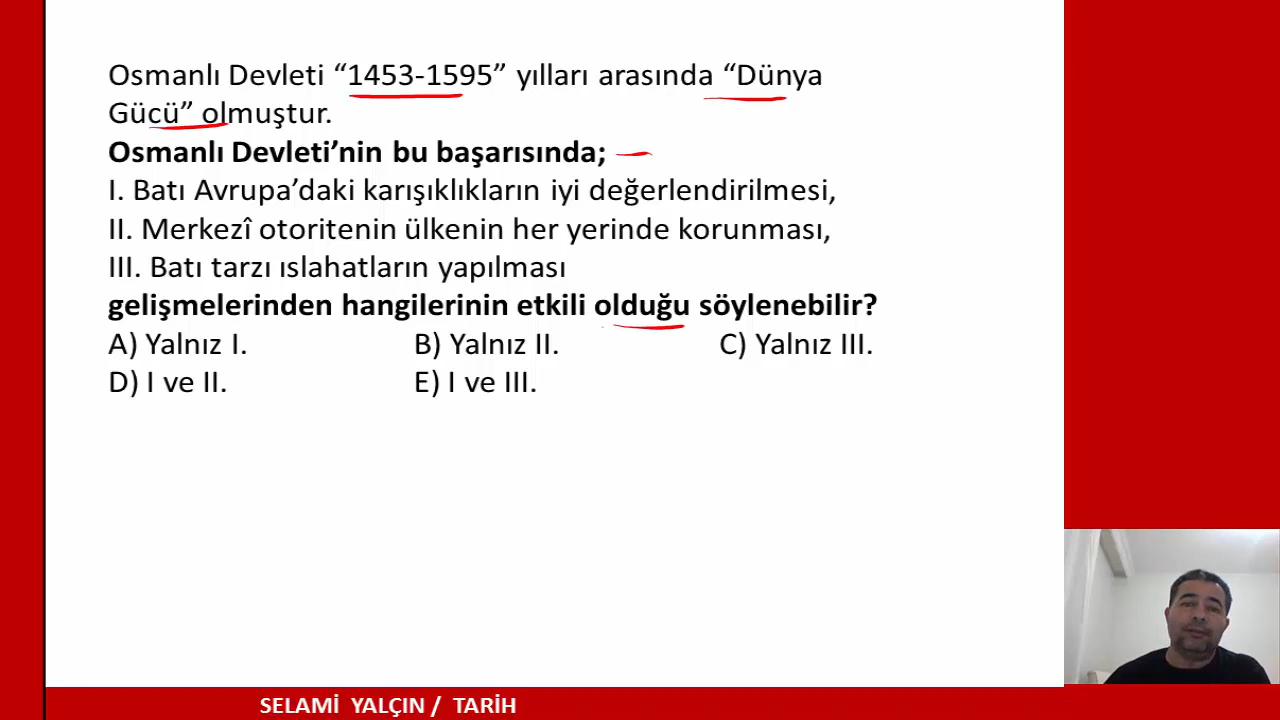 Osmanlı Devleti “1453-1595” yılları arasında “Dünya
Gücü” olmuştur.
Osmanlı Devleti’nin bu başarısında;
I. Batı Avrupa’daki karışıklıkların iyi değerlendirilmesi,
II. Merkezî otoritenin ülkenin her yerinde korunması,
III. Batı tarzı ıslahatların yapılması
gelişmelerinden hangilerinin etkili olduğu söylenebilir?
A) Yalnız I. B) Yalnız II. C) Yalnız III.
D) I ve II. E) I ve III.
SELAMİ YALÇIN / TARİH